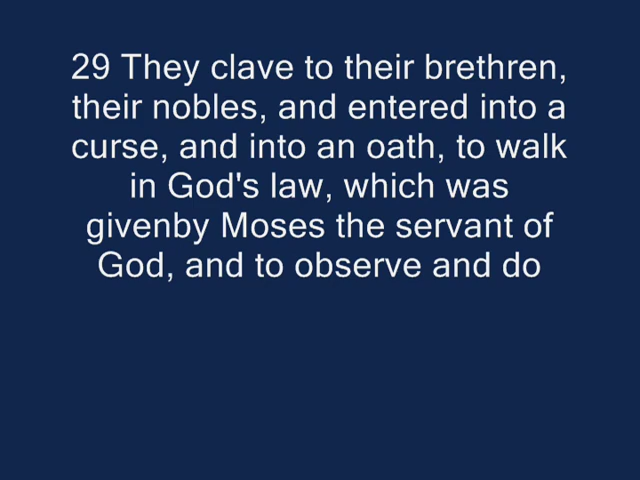 29 They clave to their brethren,
their nobles, and entered into a
curse, and into an oath, to walk
in God's law, which was
givenby Moses the servant of
God, and to observe and do